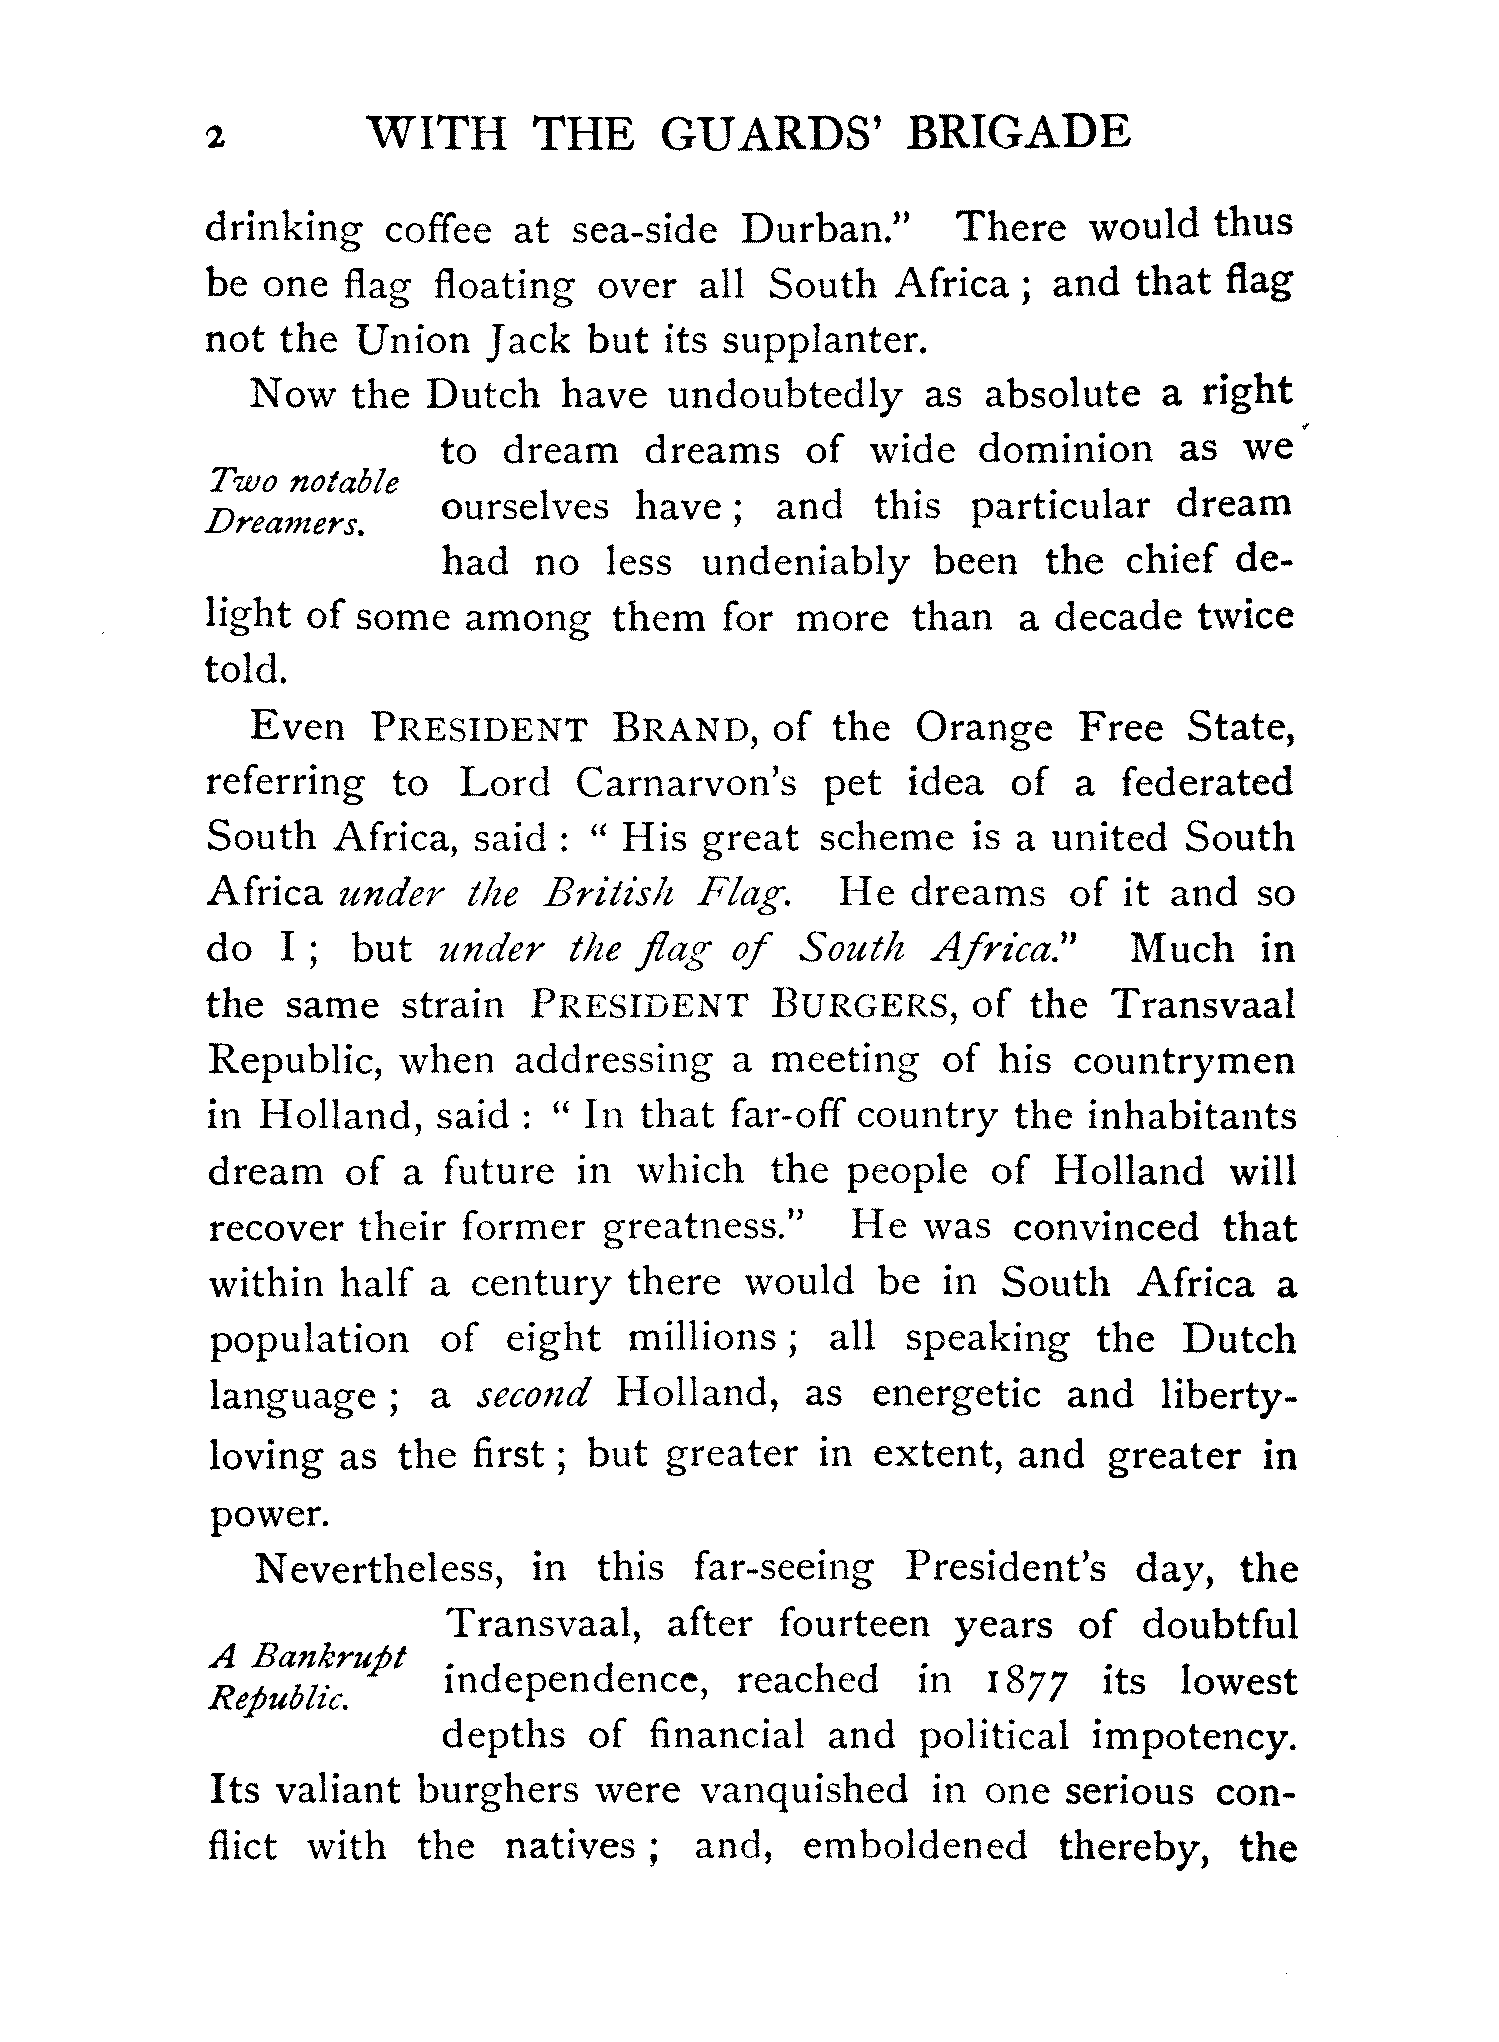 2 WITH THE GUARDS' BRIGADE
drinking coffee at sea-side Durban." There would thus
be one flag floating over all South Africa ; and that flag
not the Union Jack but its supplanter.
Now the Dutch have undoubtedly as absolute a right
Two notable
Dreamers.
to dream dreams of wide dominion as we
ourselves have ; and this particular dream
had no less undeniably been the chief de-
light of some among them for more than a decade twice
told.
Even PRESIDENT BRAND, of the Orange Free State,
referring to Lord Carnarvon's pet idea of a federated
South Africa, said : " His great scheme is a united South
Africa under the British Flag. He dreams of it and so
do I ; but under the flag of South Africa." Much in
the same strain PRESIDENT BURGERS, of the Transvaal
Republic, when addressing a meeting of his countrymen
in Holland, said : " In that far-off country the inhabitants
dream of a future in which the people of Holland will
recover their former greatness." He was convinced that
within half a century there would be in South Africa a
population of eight millions ; all speaking the Dutch
language ; a second Holland, as energetic and liberty-
loving as the first ; but greater in extent, and greater in
power.
Nevertheless, in this far-seeing President's day, the
A Bankrupt
Republic.
Transvaal, after fourteen years of doubtful
independence, reached in 1877 its lowest
depths of financial and political impotency.
Its valiant burghers were vanquished in one serious con-
flict with the natives ; and, emboldened thereby, the